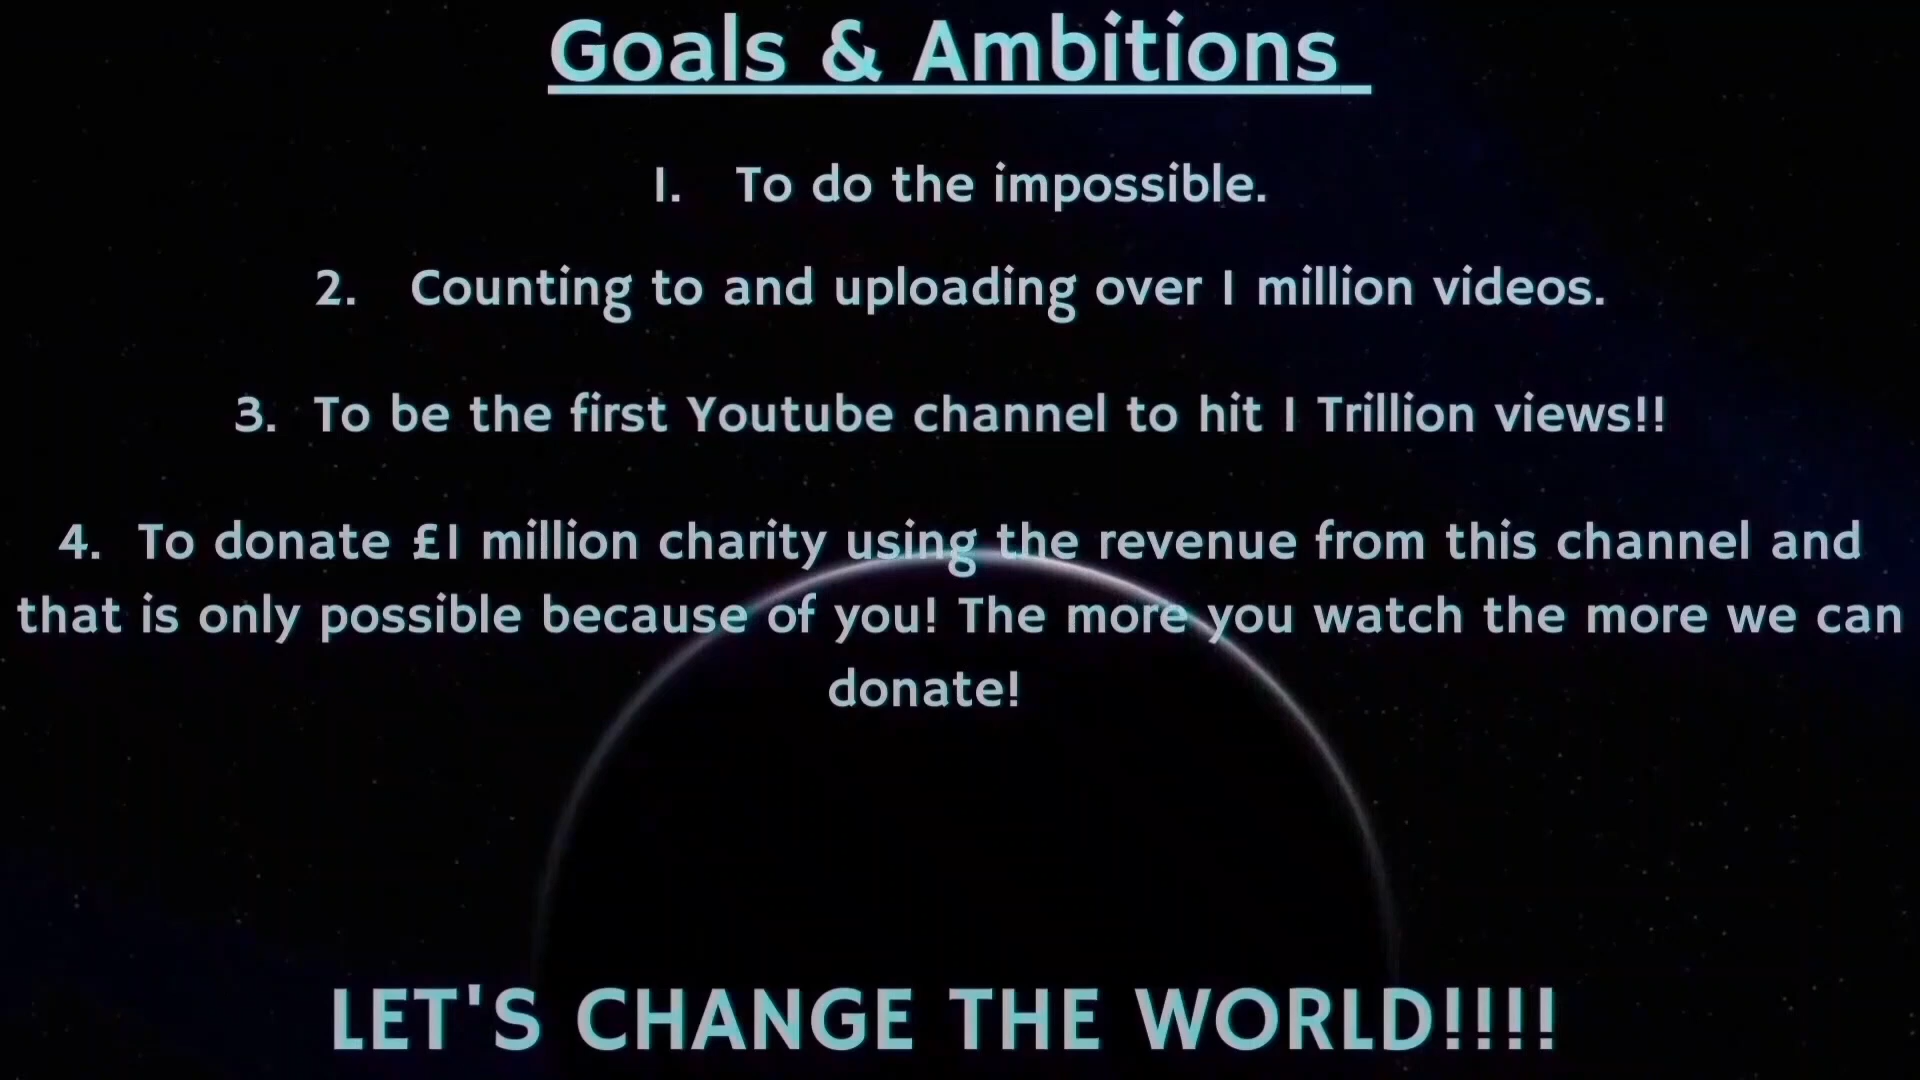 Goals & Ambitions
1. To do the impossible.
2. Counting to and uploading over 1 million videos.
3. To be the first Youtube channel to hit 1 Trillion views!!
4. To donate £1 million charity using the revenue from this channel and
that is only possible because of you! The more you watch the more we can
donate!
LET'S CHANGE THE WORLD!!!!